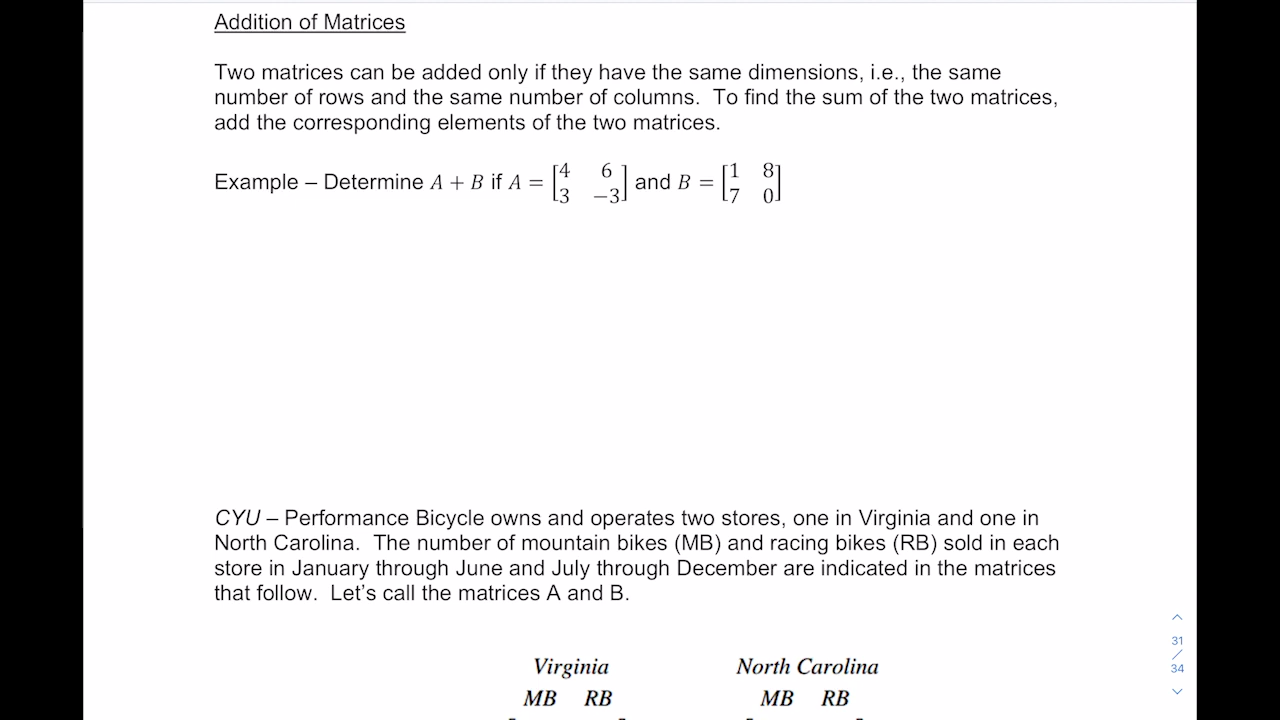 Addition of Matrices
Two matrices can be added only if they have the same dimensions, i.e., the same
number of rows and the same number of columns.  To find the sum of the two matrices,
add the corresponding elements of the two matrices.
Example – Determine A + B if A = [4 6; 3 −3] and B = [1 8; 7 0]
CYU – Performance Bicycle owns and operates two stores, one in Virginia and one in
North Carolina.  The number of mountain bikes (MB) and racing bikes (RB) sold in each
store in January through June and July through December are indicated in the matrices
that follow.  Let’s call the matrices A and B.
Virginia North Carolina
MB RB MB RB
31
/
34